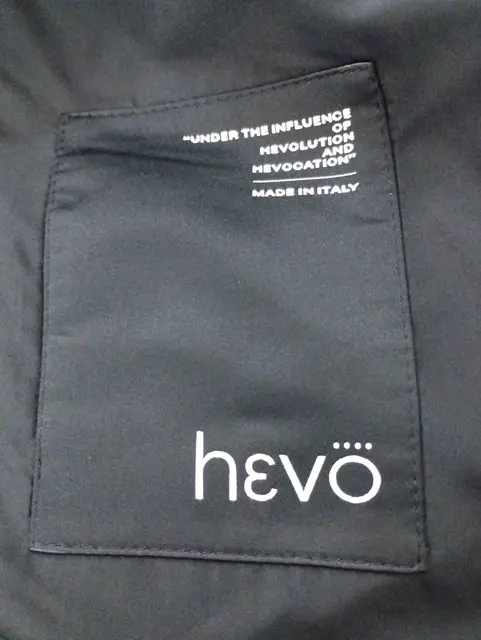 "UNDER THE INFLUENCE
OF
HEVOLUTION
AND
HEVOCATION"
MADE IN ITALY
hεvö